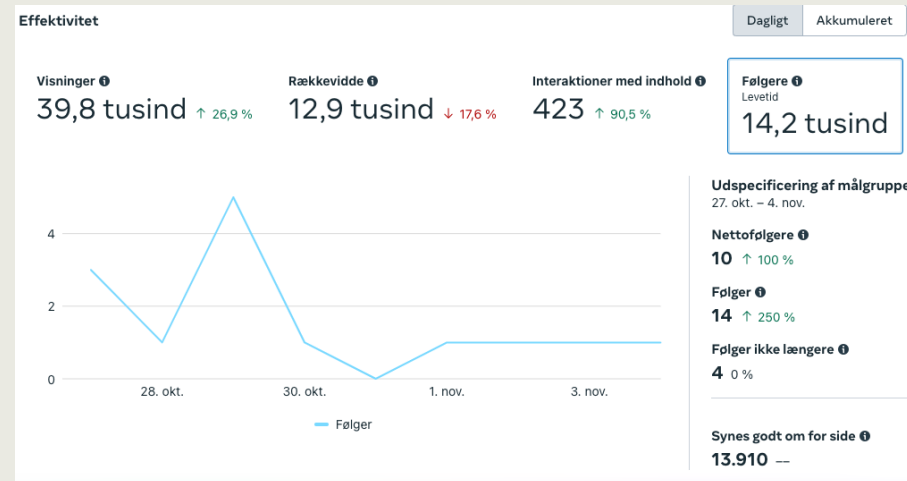 Effektivitet
Dagligt
Akkumuleret
Visninger
39,8 tusind ↑ 26,9 %
Rækkevidde
12,9 tusind ↓ 17,6 %
Interaktioner med indhold
423 ↑ 90,5 %
Følgere
Levetid
14,2 tusind
4
2
0
28. okt.
30. okt.
1. nov.
3. nov.
Følger
Udspecificering af målgruppe
27. okt. – 4. nov.
Nettofølgere
10 ↑ 100 %
Følger
14 ↑ 250 %
Følger ikke længere
4 0 %
Synes godt om for side
13.910 --